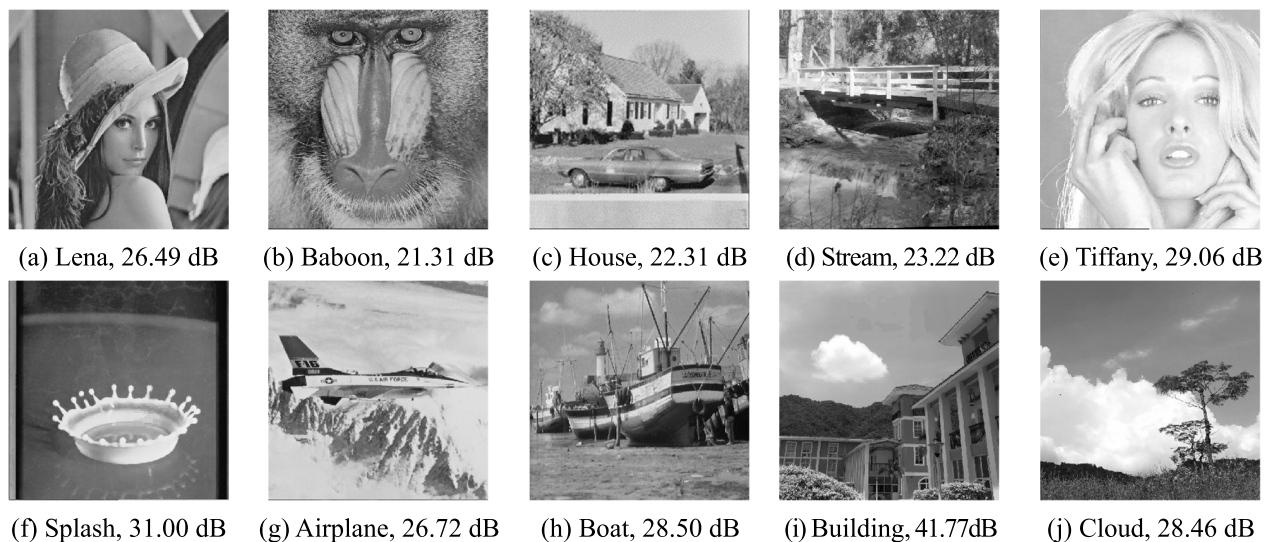 (a) Lena, 26.49 dB
(b) Baboon, 21.31 dB
(c) House, 22.31 dB
(d) Stream, 23.22 dB
(e) Tiffany, 29.06 dB
F-16
U.S. AIR FORCE
(f) Splash, 31.00 dB
(g) Airplane, 26.72 dB
(h) Boat, 28.50 dB
(i) Building, 41.77dB
(j) Cloud, 28.46 dB